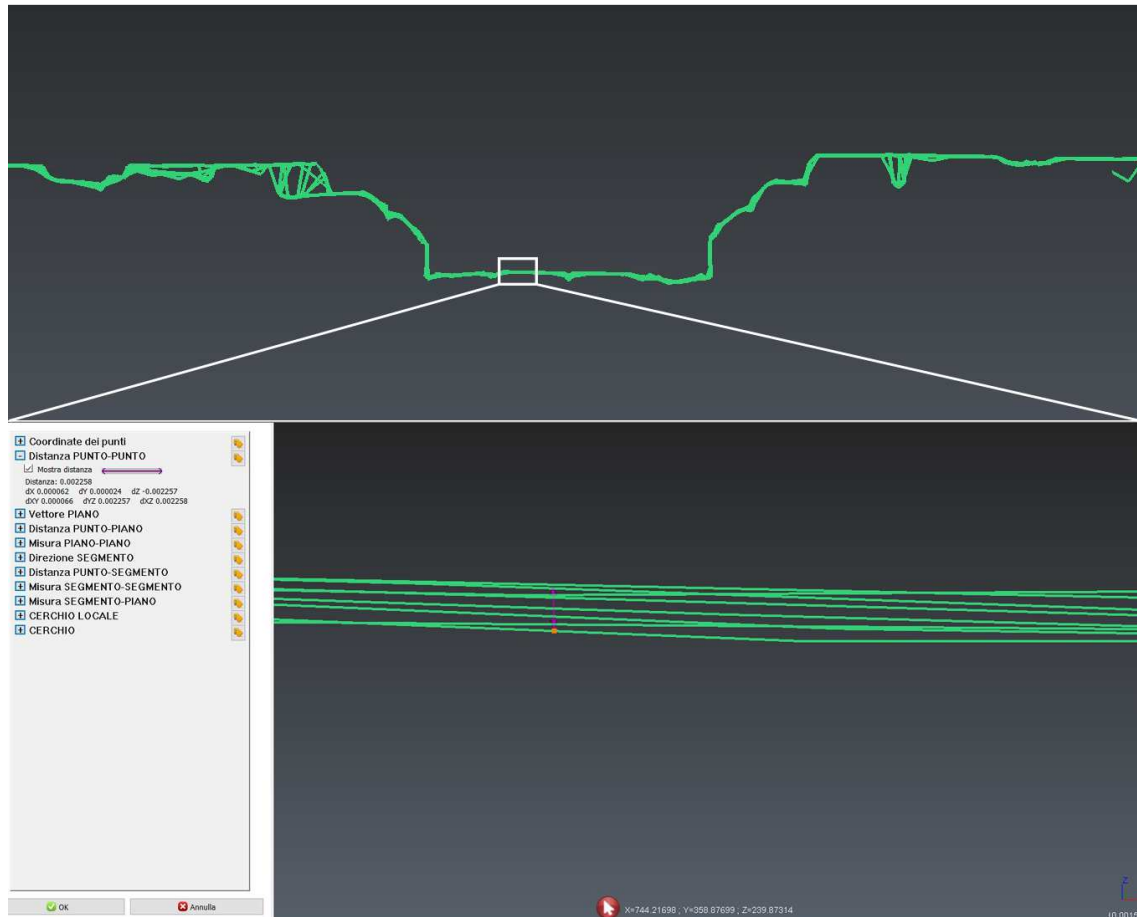 Coordinate dei punti
Distanza PUNTO-PUNTO
Mostra distanza
Distanza: 0.002258
dX 0.000062 dY 0.000024 dZ -0.002257
dXY 0.000066 dYZ 0.002257 dXZ 0.002258
Vettore PIANO
Distanza PUNTO-PIANO
Misura PIANO-PIANO
Direzione SEGMENTO
Distanza PUNTO-SEGMENTO
Misura SEGMENTO-SEGMENTO
Misura SEGMENTO-PIANO
CERCHIO LOCALE
CERCHIO
OK Annulla
X=744.21698 ; Y=358.87699 ; Z=239.87314
Z